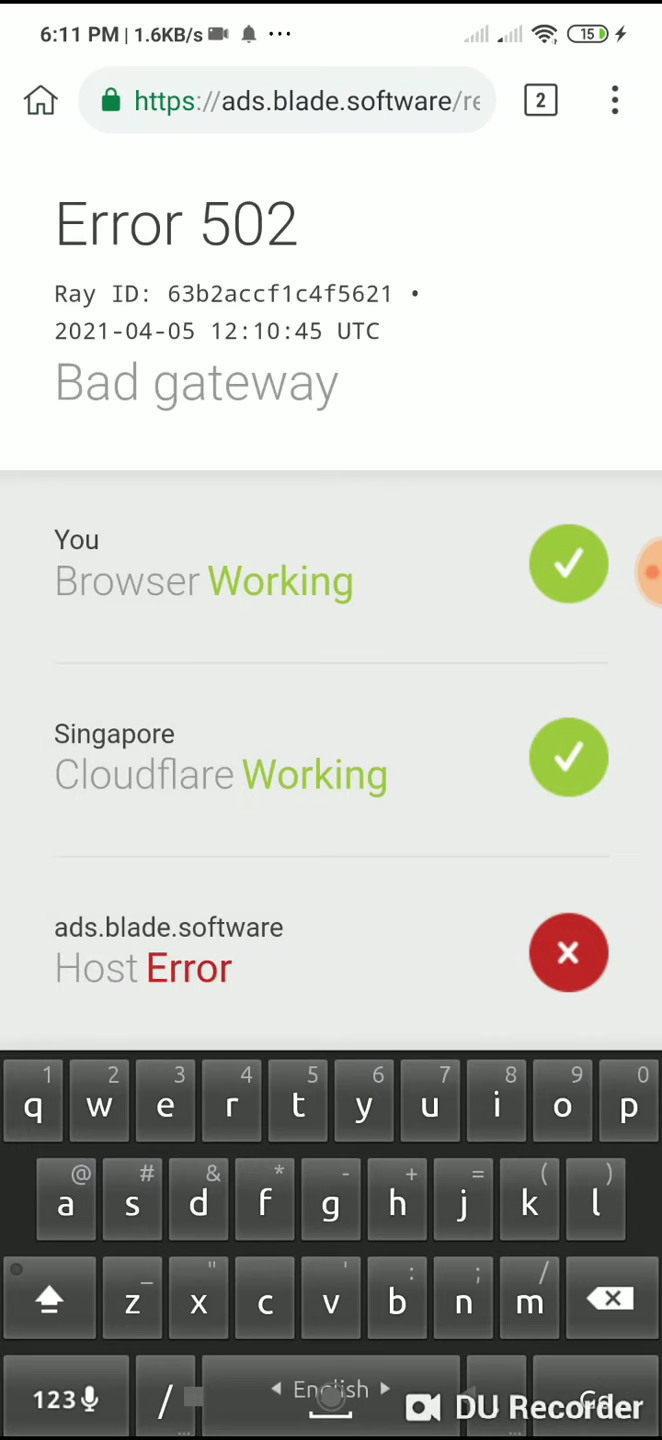 6:11 PM | 1.6KB/s ... 15
https://ads.blade.software/re 2
Error 502
Ray ID: 63b2accf1c4f5621 •
2021-04-05 12:10:45 UTC
Bad gateway
You
Browser Working
Singapore
Cloudflare Working
ads.blade.software
Host Error
1 2 3 4 5 6 7 8 9 0
q w e r t y u i o p
@ # & * - + = ( )
a s d f g h j k l
_ " ' : ; /
z x c v b n m
123 / English Go
DU Recorder